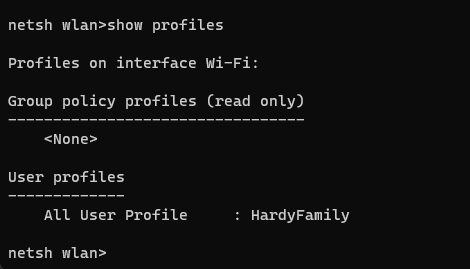 netsh wlan>show profiles
Profiles on interface Wi-Fi:
Group policy profiles (read only)
---------------------------------
<None>
User profiles
-------------
All User Profile     : HardyFamily
netsh wlan>